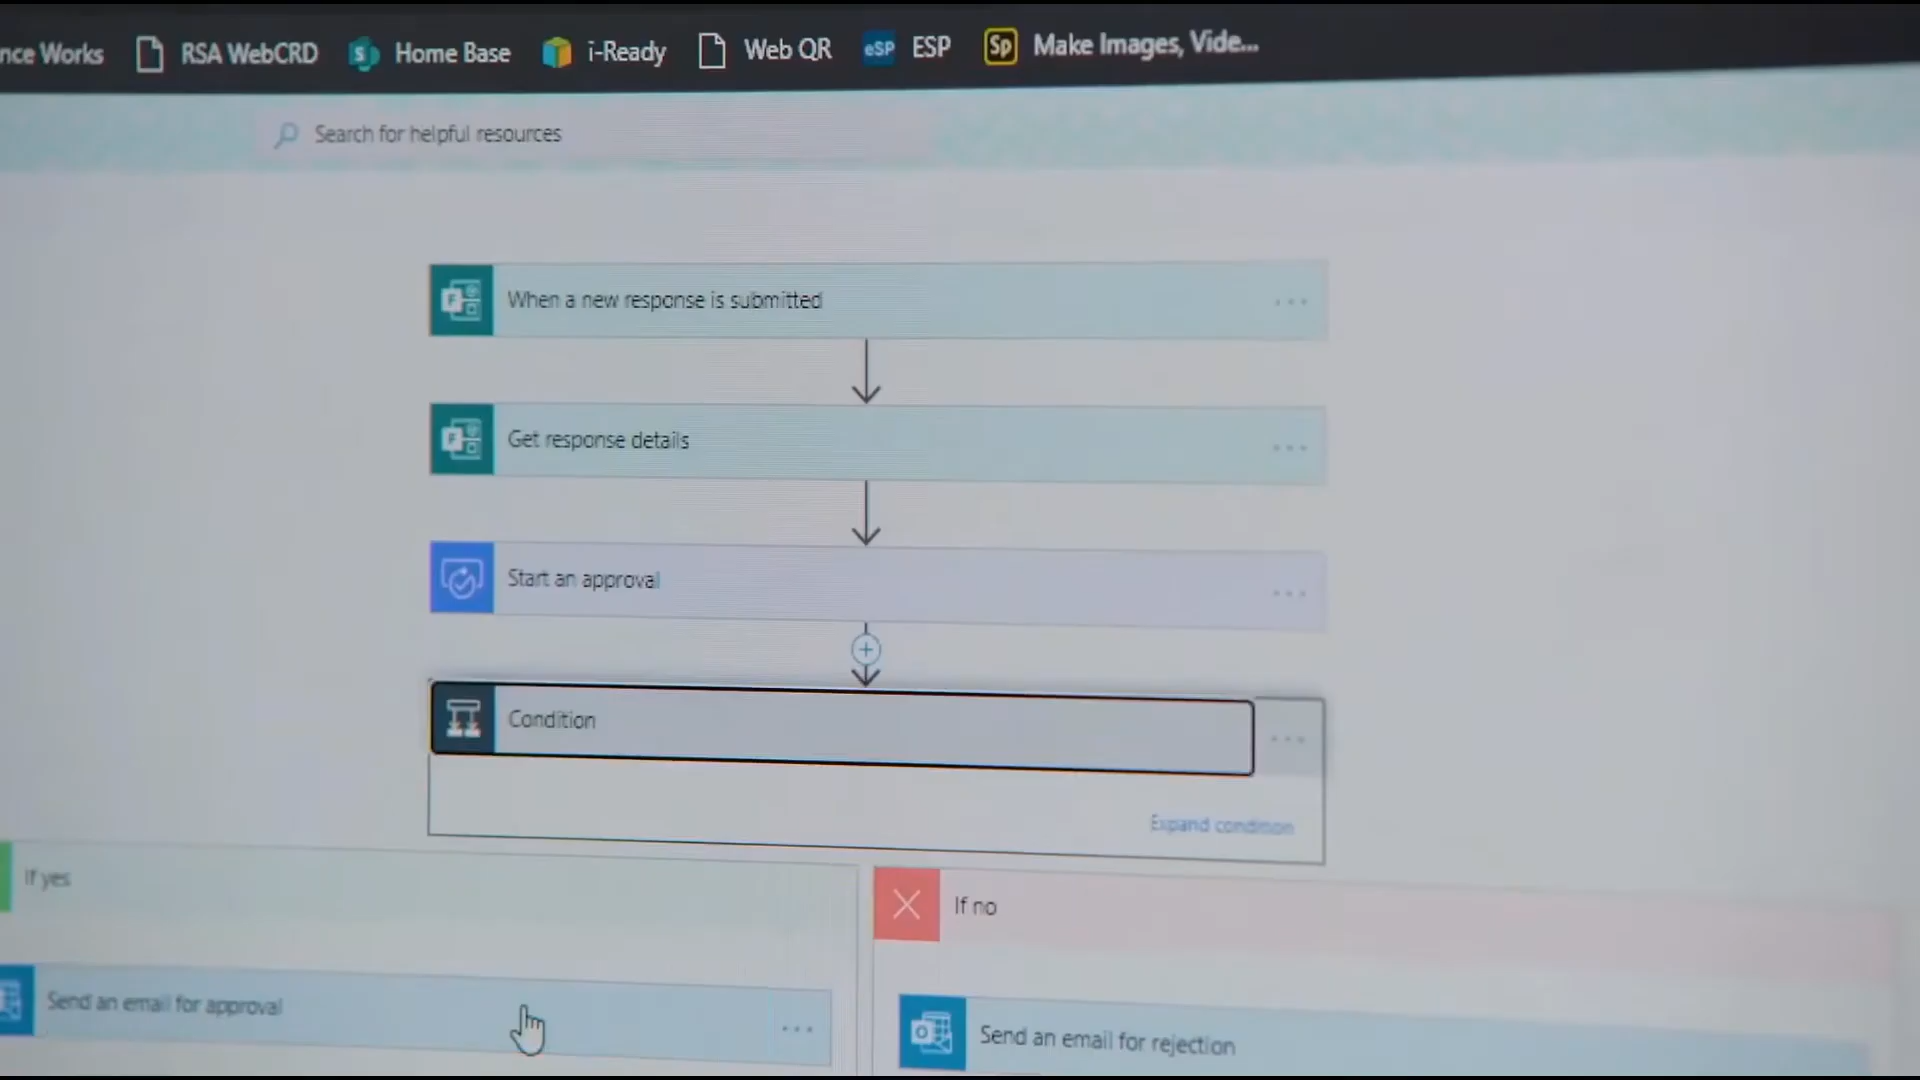 nce Works RSA WebCRD S Home Base i-Ready Web QR eSP ESP Sp Make Images, Vide...
Search for helpful resources
F When a new response is submitted
F Get response details
Start an approval
Condition
Expand condition
If yes
If no
Send an email for approval
O Send an email for rejection